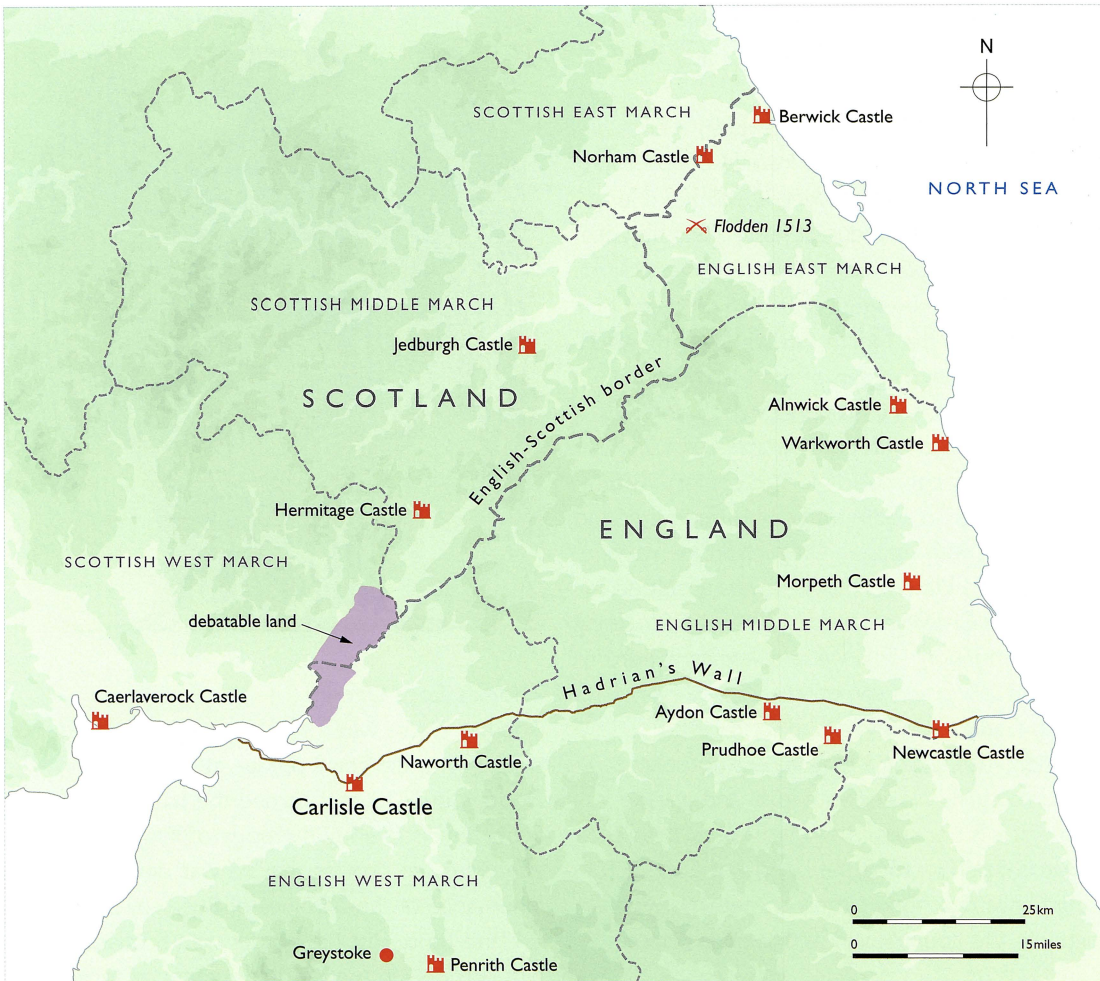 N
SCOTTISH EAST MARCH
Berwick Castle
Norham Castle
NORTH SEA
Flodden 1513
ENGLISH EAST MARCH
SCOTTISH MIDDLE MARCH
Jedburgh Castle
SCOTLAND
English-Scottish border
Alnwick Castle
Warkworth Castle
Hermitage Castle
ENGLAND
SCOTTISH WEST MARCH
Morpeth Castle
debatable land
ENGLISH MIDDLE MARCH
Hadrian's Wall
Caerlaverock Castle
Aydon Castle
Prudhoe Castle
Newcastle Castle
Naworth Castle
Carlisle Castle
ENGLISH WEST MARCH
0 25km
0 15miles
Greystoke
Penrith Castle